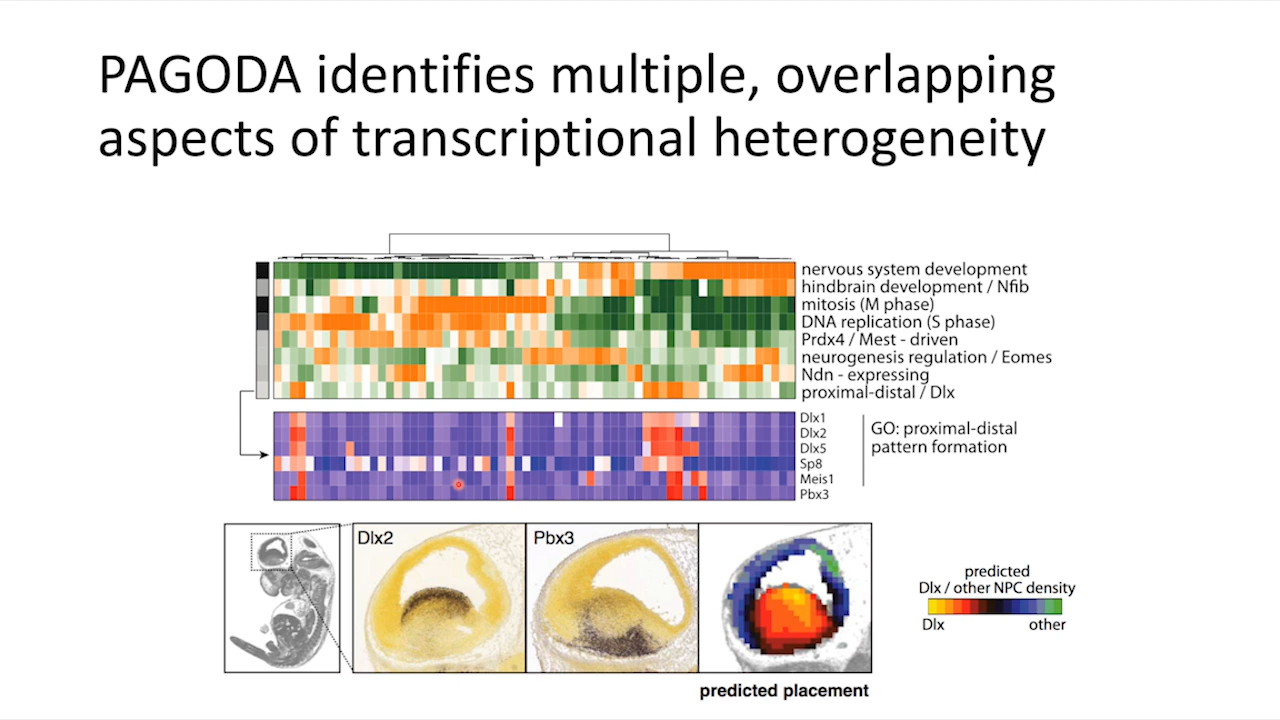 PAGODA identifies multiple, overlapping
aspects of transcriptional heterogeneity
nervous system development
hindbrain development / Nfib
mitosis (M phase)
DNA replication (S phase)
Prdx4 / Mest - driven
neurogenesis regulation / Eomes
Ndn - expressing
proximal-distal / Dlx
Dlx1
Dlx2
Dlx5
Sp8
Meis1
Pbx3
GO: proximal-distal
pattern formation
Dlx2
Pbx3
predicted
Dlx / other NPC density
Dlx
other
predicted placement